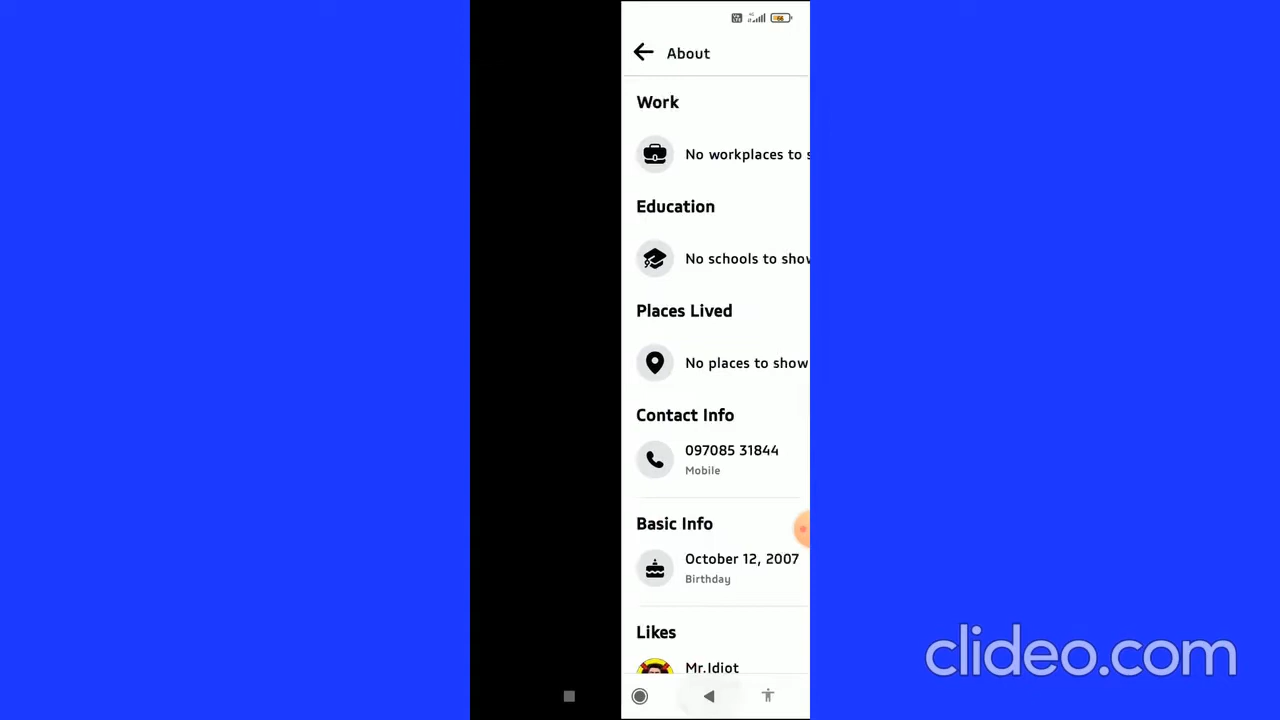 About
Work
No workplaces to s
Education
No schools to show
Places Lived
No places to show
Contact Info
097085 31844
Mobile
Basic Info
October 12, 2007
Birthday
Likes
Mr.Idiot
clideo.com